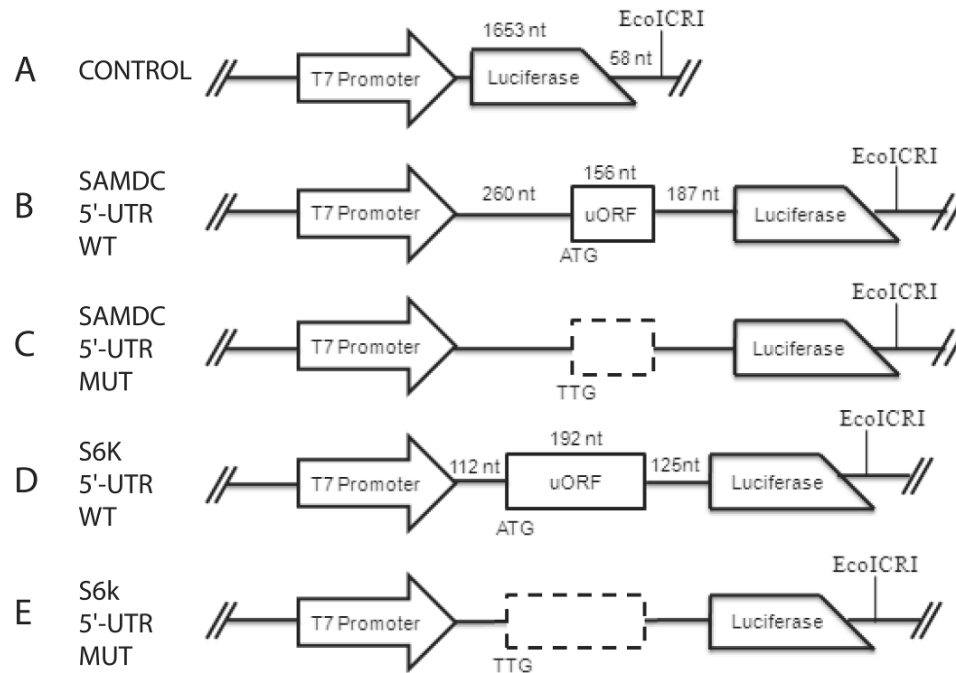 1653 nt
EcoICRI
A CONTROL
T7 Promoter
Luciferase
58 nt
SAMDC
B 5'-UTR
WT
T7 Promoter
260 nt
156 nt
uORF
ATG
187 nt
Luciferase
EcoICRI
SAMDC
C 5'-UTR
MUT
T7 Promoter
TTG
Luciferase
EcoICRI
S6K
D 5'-UTR
WT
T7 Promoter
112 nt
192 nt
uORF
ATG
125nt
Luciferase
EcoICRI
S6k
E 5'-UTR
MUT
T7 Promoter
TTG
Luciferase
EcoICRI